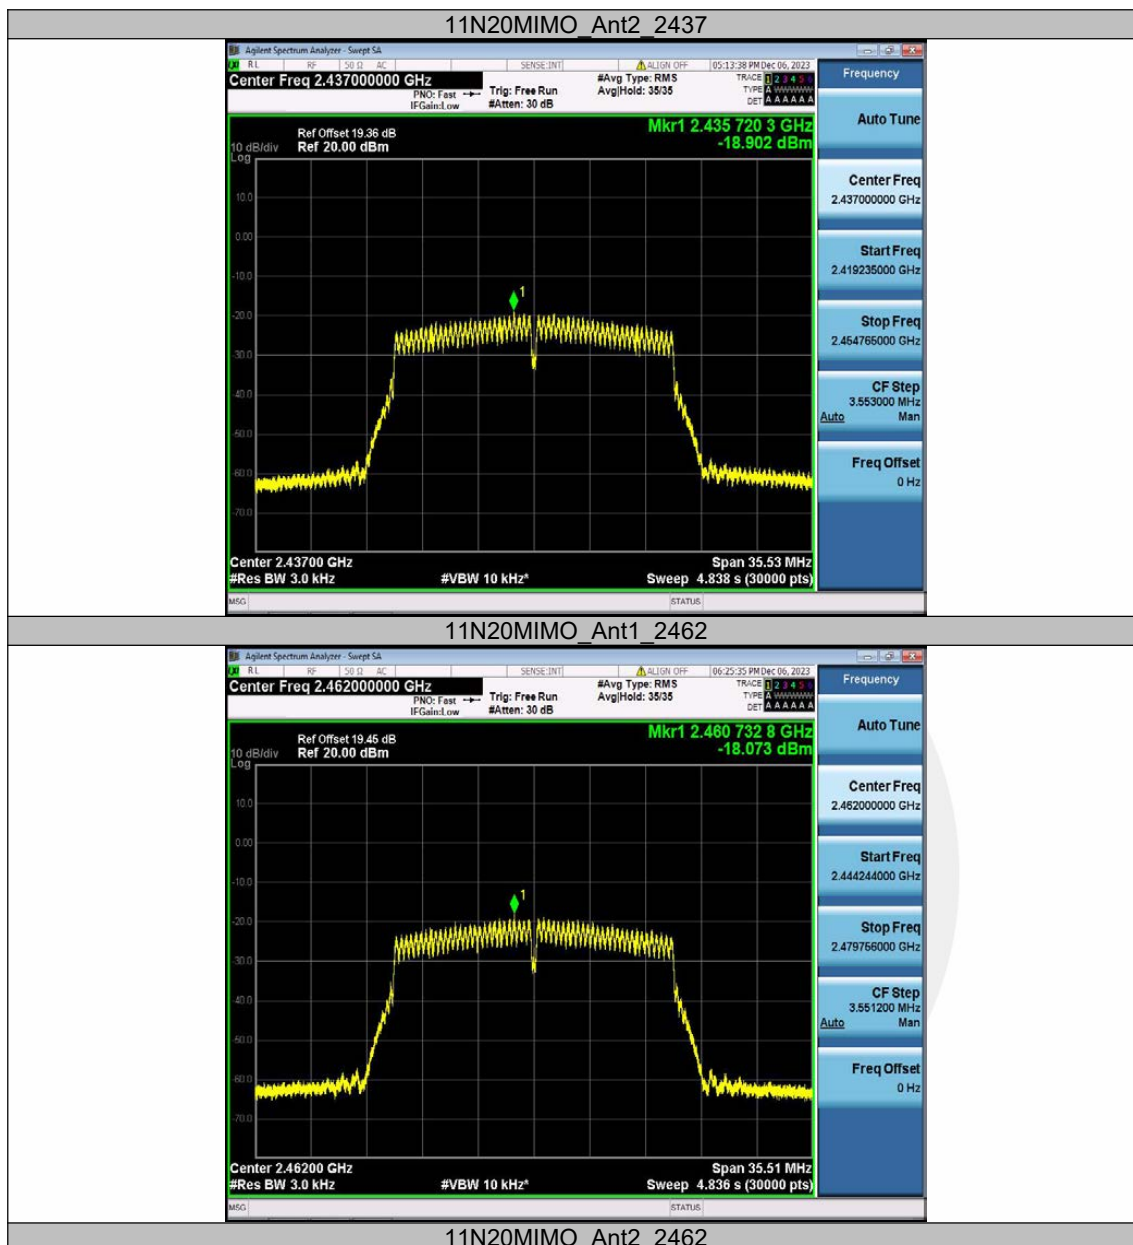 11N20MIMO_Ant2_2437
Agilent Spectrum Analyzer - Swept SA
RL RF 50 Ω AC SENSE:INT ALIGN OFF 05:13:38 PM Dec 06, 2023
Center Freq 2.437000000 GHz #Avg Type: RMS TRACE 1 2 3 4 5 6
PNO: Fast Trig: Free Run Avg|Hold: 35/35 TYPE A WWWWW
IFGain:Low #Atten: 30 dB DET A A A A A A
Frequency
Auto Tune
Mkr1 2.435 720 3 GHz
Ref Offset 19.36 dB
10 dB/div Ref 20.00 dBm -18.902 dBm
Log
10.0
0.00
-10.0
-20.0
-30.0
-40.0
-50.0
-60.0
-70.0
1
Center Freq
2.437000000 GHz
Start Freq
2.419235000 GHz
Stop Freq
2.454765000 GHz
CF Step
3.553000 MHz
Auto Man
Freq Offset
0 Hz
Center 2.43700 GHz Span 35.53 MHz
#Res BW 3.0 kHz #VBW 10 kHz* Sweep 4.838 s (30000 pts)
MSG STATUS
11N20MIMO_Ant1_2462
Agilent Spectrum Analyzer - Swept SA
RL RF 50 Ω AC SENSE:INT ALIGN OFF 06:25:35 PM Dec 06, 2023
Center Freq 2.462000000 GHz #Avg Type: RMS TRACE 1 2 3 4 5 6
PNO: Fast Trig: Free Run Avg|Hold: 35/35 TYPE A WWWWW
IFGain:Low #Atten: 30 dB DET A A A A A A
Frequency
Auto Tune
Mkr1 2.460 732 8 GHz
Ref Offset 19.45 dB
10 dB/div Ref 20.00 dBm -18.073 dBm
Log
10.0
0.00
-10.0
-20.0
-30.0
-40.0
-50.0
-60.0
-70.0
1
Center Freq
2.462000000 GHz
Start Freq
2.444244000 GHz
Stop Freq
2.479756000 GHz
CF Step
3.551200 MHz
Auto Man
Freq Offset
0 Hz
Center 2.46200 GHz Span 35.51 MHz
#Res BW 3.0 kHz #VBW 10 kHz* Sweep 4.836 s (30000 pts)
MSG STATUS
11N20MIMO_Ant2_2462